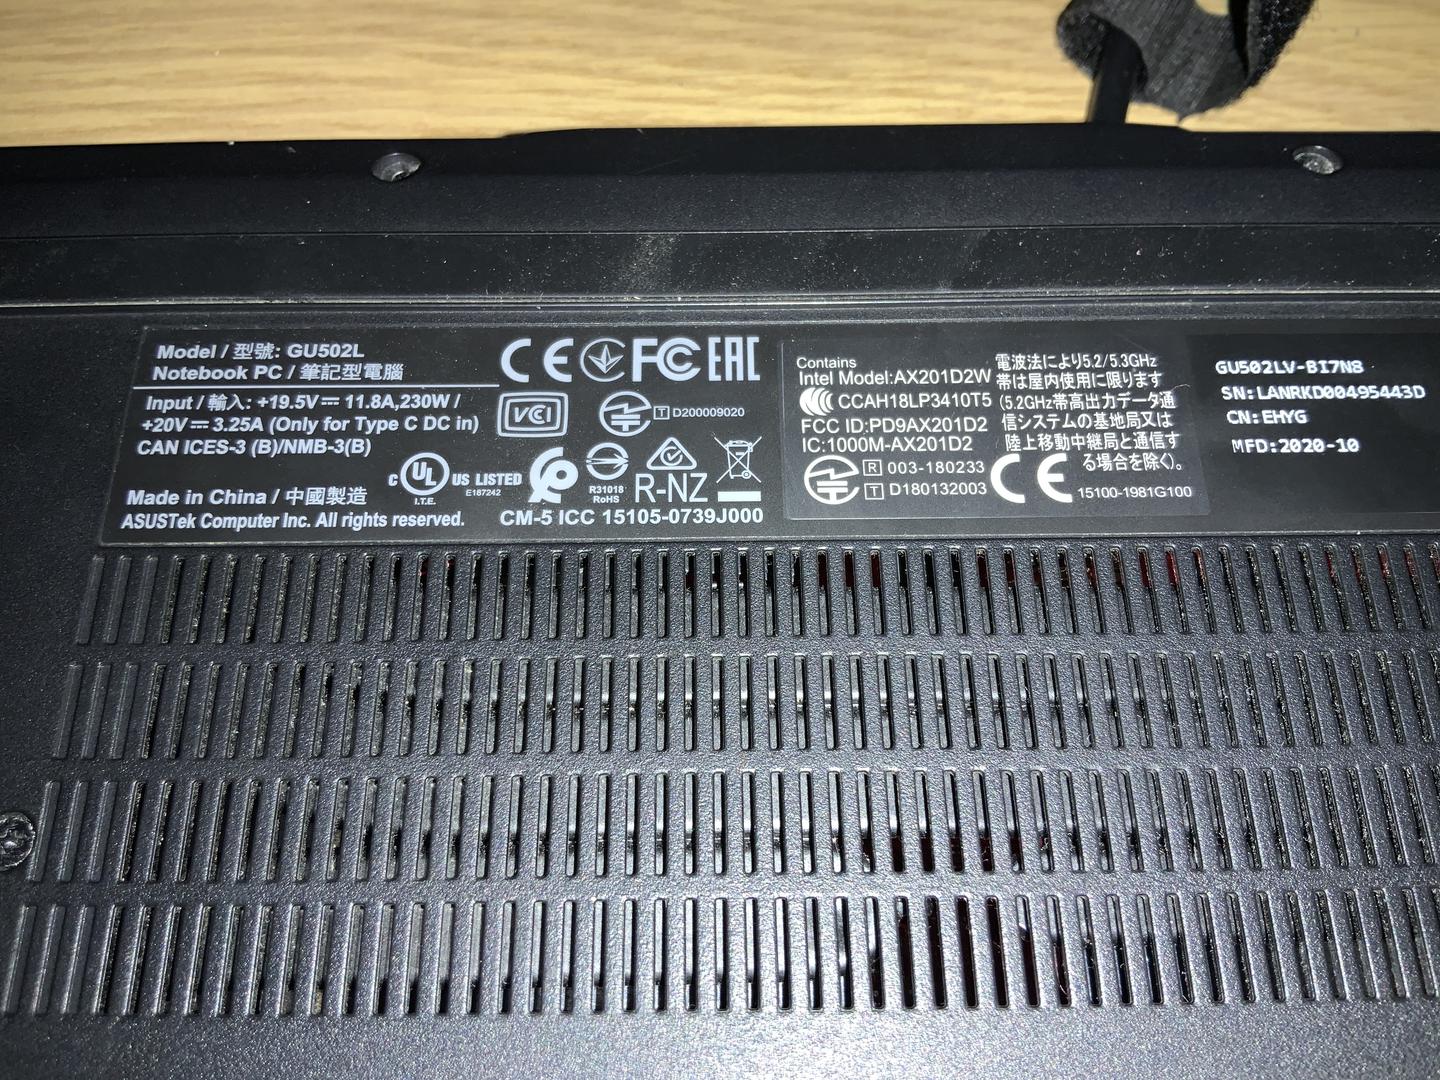 Model / 型號: GU502L
Notebook PC / 筆記型電腦
Input / 輸入: +19.5V⎓ 11.8A,230W /
+20V⎓ 3.25A (Only for Type C DC in)
CAN ICES-3 (B)/NMB-3(B)
Made in China / 中國製造
ASUSTek Computer Inc. All rights reserved.
CE FC EAC
VCI
T D200009020
c UL US LISTED
I.T.E. E187242
R31018
RoHS
R-NZ
CM-5 ICC 15105-0739J000
Contains
Intel Model:AX201D2W
CCAH18LP3410T5
FCC ID:PD9AX201D2
IC:1000M-AX201D2
R 003-180233
T D180132003
電波法により5.2/5.3GHz
帯は屋内使用に限ります
(5.2GHz帯高出力データ通
信システムの基地局又は
陸上移動中継局と通信す
る場合を除く)。
CE
15100-1981G100
GU502LV-BI7N8
SN:LANRKD00495443D
CN:EHYG
MFD:2020-10